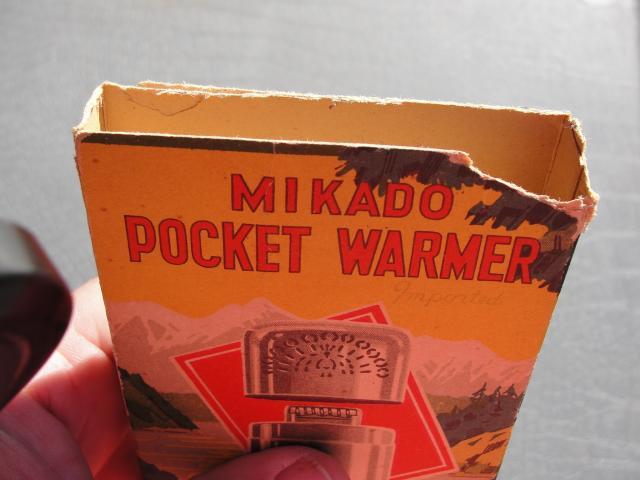 MIKADO
POCKET WARMER
Imported